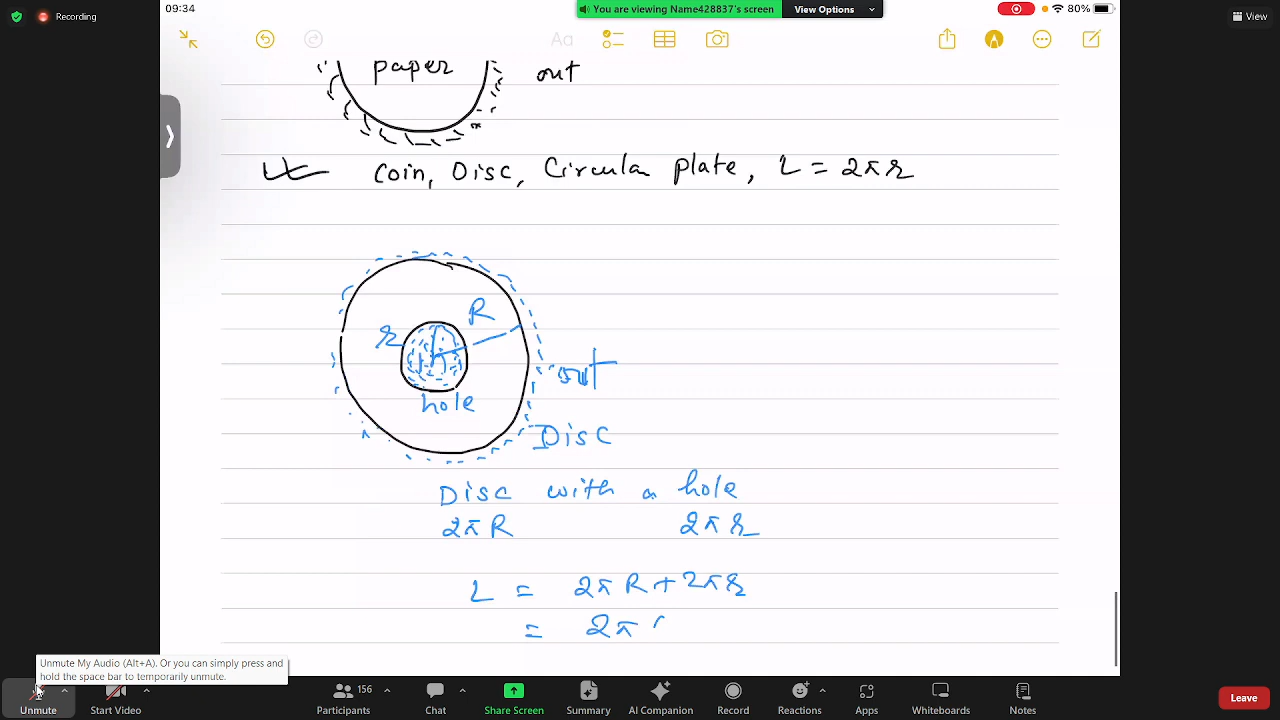 09:34
Recording
You are viewing Name428837's screen
View Options
80%
View
Aa
paper
out
Coin, Disc, Circular plate, L = 2πr
R
r
out
hole
Disc
Disc with a hole
2πR 2πr
L = 2πR + 2πr
= 2π (
Unmute My Audio (Alt+A). Or you can simply press and
hold the space bar to temporarily unmute.
Unmute
Start Video
Participants
156
Chat
Share Screen
Summary
AI Companion
Record
Reactions
Apps
Whiteboards
Notes
Leave